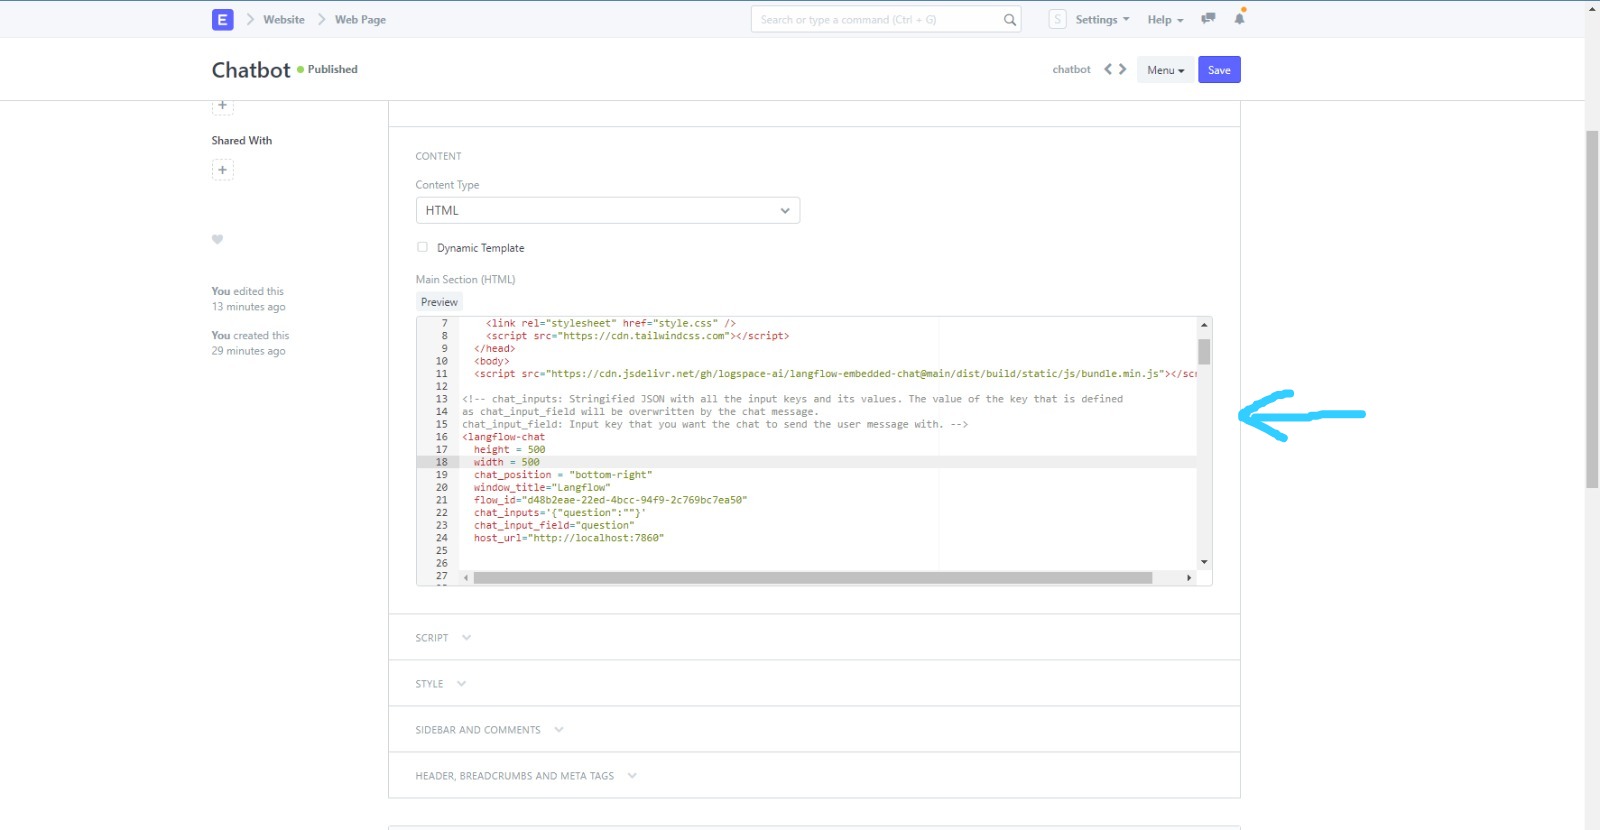 E Website Web Page Search or type a command (Ctrl + G) S Settings Help
Chatbot Published chatbot Menu Save
Shared With
CONTENT
Content Type
HTML
Dynamic Template
You edited this
13 minutes ago
You created this
29 minutes ago
Main Section (HTML)
Preview
7 <link rel="stylesheet" href="style.css" />
8 <script src="https://cdn.tailwindcss.com"></script>
9 </head>
10 <body>
11 <script src="https://cdn.jsdelivr.net/gh/logspace-ai/langflow-embedded-chat@main/dist/build/static/js/bundle.min.js"></scr
12
13 <!-- chat_inputs: Stringified JSON with all the input keys and its values. The value of the key that is defined
14 as chat_input_field will be overwritten by the chat message.
15 chat_input_field: Input key that you want the chat to send the user message with. -->
16 <langflow-chat
17 height = 500
18 width = 500
19 chat_position = "bottom-right"
20 window_title="Langflow"
21 flow_id="d48b2eae-22ed-4bcc-94f9-2c769bc7ea50"
22 chat_inputs='{"question":""}'
23 chat_input_field="question"
24 host_url="http://localhost:7860"
25
26
27
SCRIPT
STYLE
SIDEBAR AND COMMENTS
HEADER, BREADCRUMBS AND META TAGS